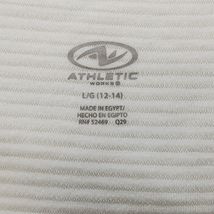 ATHLETIC
WORKS®
L/G (12-14)
MADE IN EGYPT/
HECHO EN EGIPTO
RN# 52469 Q29